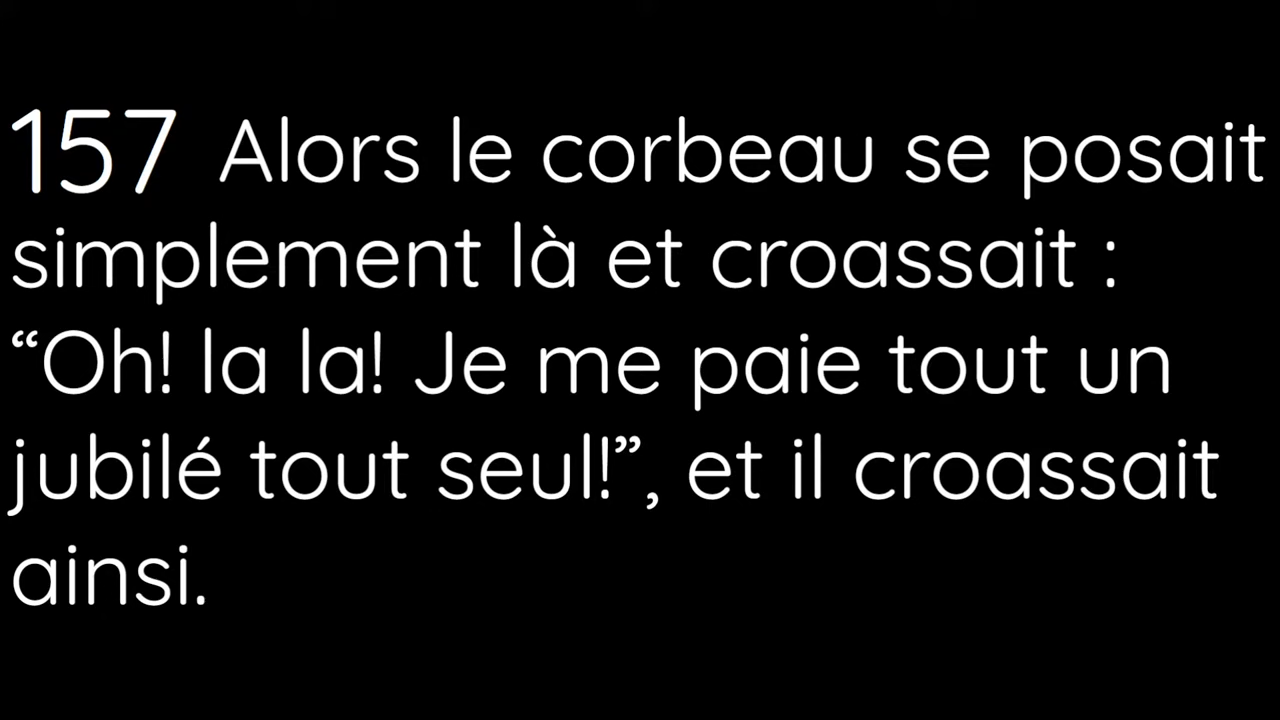 157 Alors le corbeau se posait
simplement là et croassait :
“Oh! la la! Je me paie tout un
jubilé tout seul!”, et il croassait
ainsi.